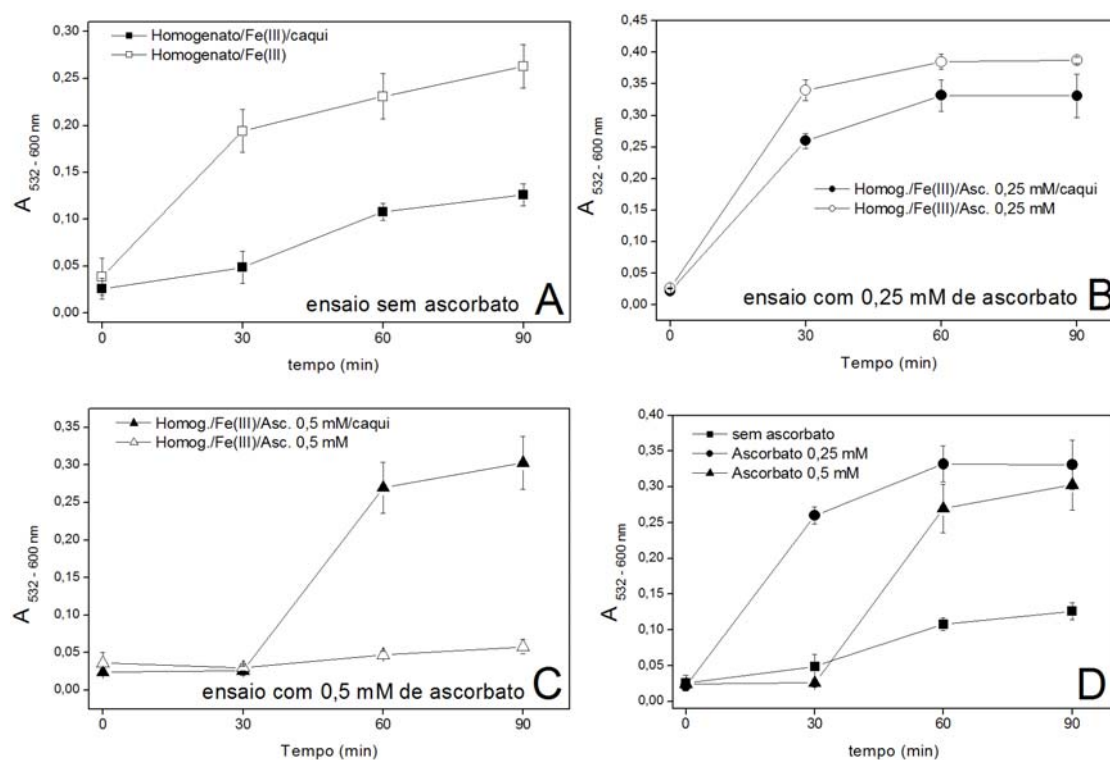 0,30
0,25
0,20
0,15
0,10
0,05
0,00
A 532 - 600 nm
Homogenato/Fe(III)/caqui
Homogenato/Fe(III)
ensaio sem ascorbato
A
0
30
60
90
tempo (min)
0,45
0,40
0,35
0,30
0,25
0,20
0,15
0,10
0,05
0,00
A 532 - 600 nm
Homog./Fe(III)/Asc. 0,25 mM/caqui
Homog./Fe(III)/Asc. 0,25 mM
ensaio com 0,25 mM de ascorbato
B
0
30
60
90
Tempo (min)
0,35
0,30
0,25
0,20
0,15
0,10
0,05
0,00
A 532 - 600 nm
Homog./Fe(III)/Asc. 0,5 mM/caqui
Homog./Fe(III)/Asc. 0,5 mM
ensaio com 0,5 mM de ascorbato
C
0
30
60
90
Tempo (min)
0,40
0,35
0,30
0,25
0,20
0,15
0,10
0,05
0,00
A 532 - 600 nm
sem ascorbato
Ascorbato 0,25 mM
Ascorbato 0,5 mM
D
0
30
60
90
tempo (min)